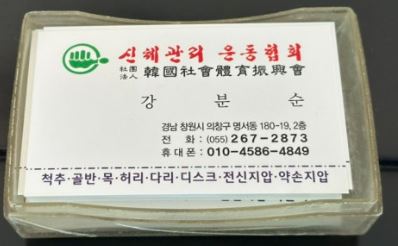 신체관리 운동협회
社團法人 韓國社會體育振興會
강 분 순
경남 창원시 의창구 명서동 180-19, 2층
전 화 : (055) 267-2873
휴대폰 : 010-4586-4849
척추·골반·목·허리·다리·디스크·전신지압·약손지압